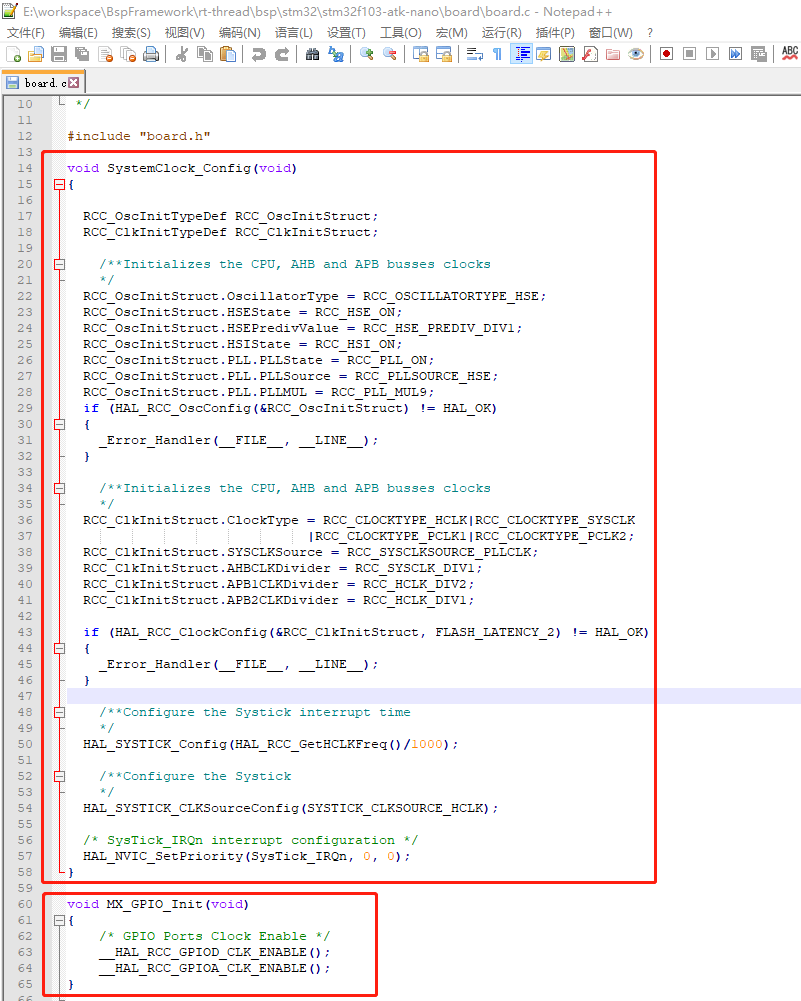 E:\workspace\BspFramework\rt-thread\bsp\stm32\stm32f103-atk-nano\board\board.c - Notepad++
文件(F) 编辑(E) 搜索(S) 视图(V) 编码(N) 语言(L) 设置(T) 工具(O) 宏(M) 运行(R) 插件(P) 窗口(W) ?
ABC
board.c
10 */
11
12 #include "board.h"
13
14 void SystemClock_Config(void)
15 {
16
17 RCC_OscInitTypeDef RCC_OscInitStruct;
18 RCC_ClkInitTypeDef RCC_ClkInitStruct;
19
20 /**Initializes the CPU, AHB and APB busses clocks
21 */
22 RCC_OscInitStruct.OscillatorType = RCC_OSCILLATORTYPE_HSE;
23 RCC_OscInitStruct.HSEState = RCC_HSE_ON;
24 RCC_OscInitStruct.HSEPredivValue = RCC_HSE_PREDIV_DIV1;
25 RCC_OscInitStruct.HSIState = RCC_HSI_ON;
26 RCC_OscInitStruct.PLL.PLLState = RCC_PLL_ON;
27 RCC_OscInitStruct.PLL.PLLSource = RCC_PLLSOURCE_HSE;
28 RCC_OscInitStruct.PLL.PLLMUL = RCC_PLL_MUL9;
29 if (HAL_RCC_OscConfig(&RCC_OscInitStruct) != HAL_OK)
30 {
31 _Error_Handler(__FILE__, __LINE__);
32 }
33
34 /**Initializes the CPU, AHB and APB busses clocks
35 */
36 RCC_ClkInitStruct.ClockType = RCC_CLOCKTYPE_HCLK|RCC_CLOCKTYPE_SYSCLK
37 |RCC_CLOCKTYPE_PCLK1|RCC_CLOCKTYPE_PCLK2;
38 RCC_ClkInitStruct.SYSCLKSource = RCC_SYSCLKSOURCE_PLLCLK;
39 RCC_ClkInitStruct.AHBCLKDivider = RCC_SYSCLK_DIV1;
40 RCC_ClkInitStruct.APB1CLKDivider = RCC_HCLK_DIV2;
41 RCC_ClkInitStruct.APB2CLKDivider = RCC_HCLK_DIV1;
42
43 if (HAL_RCC_ClockConfig(&RCC_ClkInitStruct, FLASH_LATENCY_2) != HAL_OK)
44 {
45 _Error_Handler(__FILE__, __LINE__);
46 }
47
48 /**Configure the Systick interrupt time
49 */
50 HAL_SYSTICK_Config(HAL_RCC_GetHCLKFreq()/1000);
51
52 /**Configure the Systick
53 */
54 HAL_SYSTICK_CLKSourceConfig(SYSTICK_CLKSOURCE_HCLK);
55
56 /* SysTick_IRQn interrupt configuration */
57 HAL_NVIC_SetPriority(SysTick_IRQn, 0, 0);
58 }
59
60 void MX_GPIO_Init(void)
61 {
62 /* GPIO Ports Clock Enable */
63 __HAL_RCC_GPIOD_CLK_ENABLE();
64 __HAL_RCC_GPIOA_CLK_ENABLE();
65 }
66